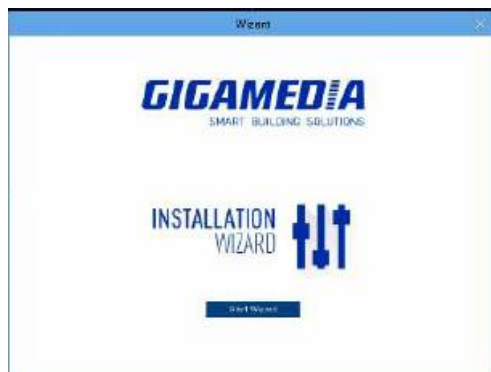 Wizard
GIGAMEDIA
SMART BUILDING SOLUTIONS
INSTALLATION
WIZARD
Start Wizard